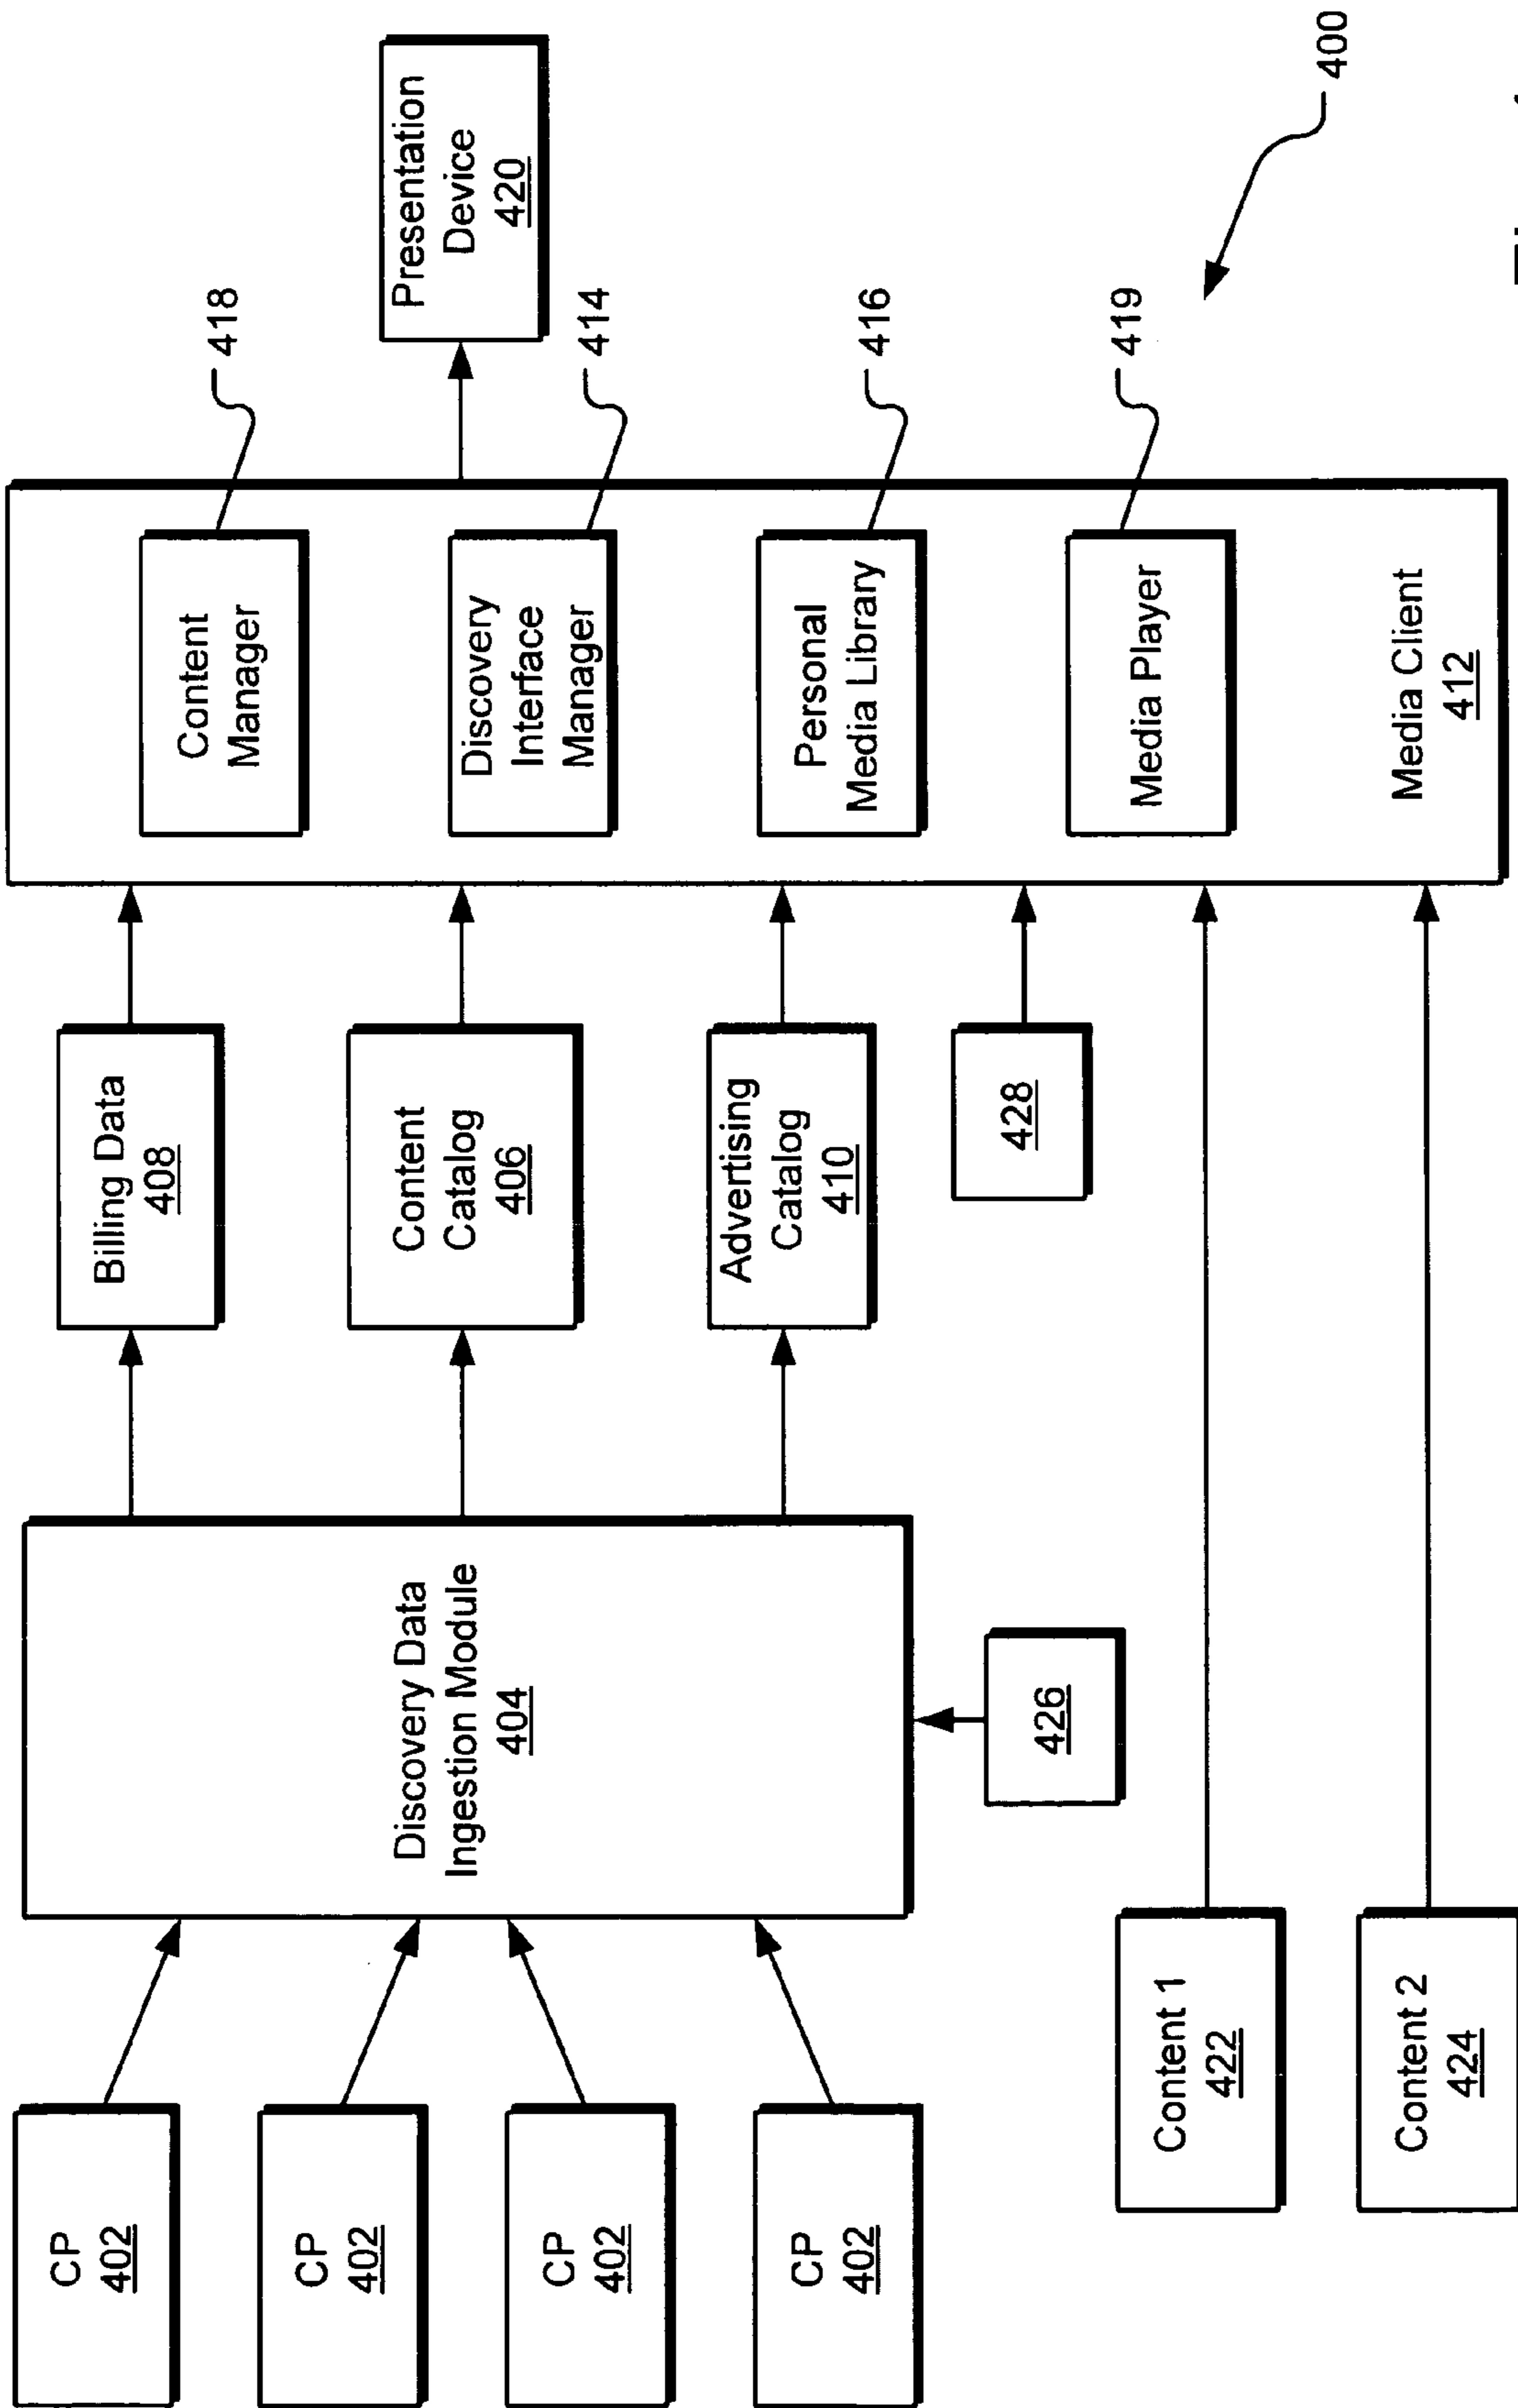 CP
402
CP
402
CP
402
CP
402
Discovery Data
Ingestion Module
404
426
Content 1
422
Content 2
424
Billing Data
408
Content
Catalog
406
Advertising
Catalog
410
428
Content
Manager
418
Discovery
Interface
Manager
414
Personal
Media Library
416
Media Player
419
Media Client
412
Presentation
Device
420
400